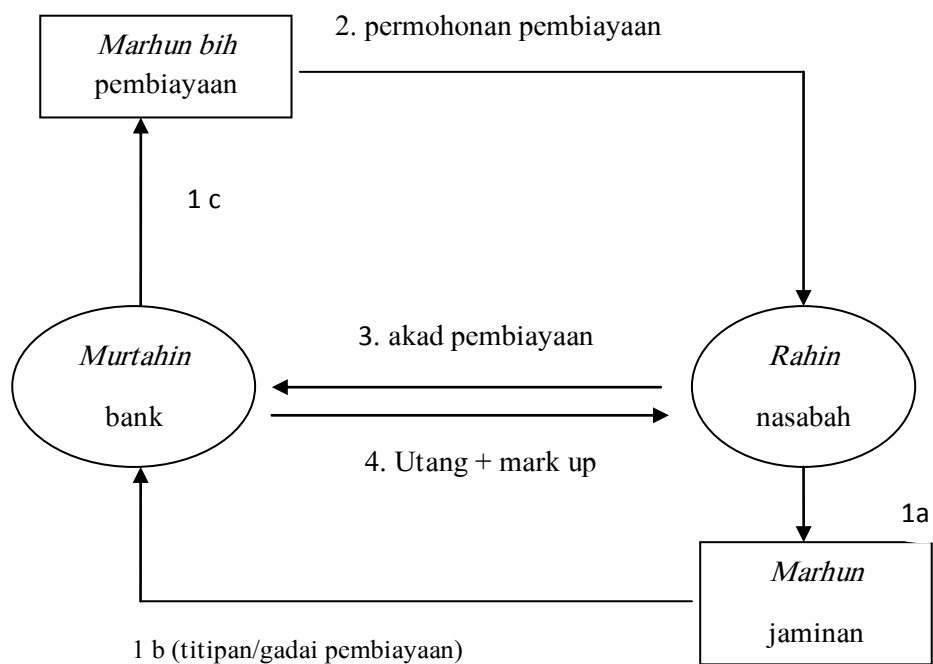 2. permohonan pembiayaan
Marhun bih
pembiayaan
1 c
Murtahin
bank
3. akad pembiayaan
4. Utang + mark up
Rahin
nasabah
1a
Marhun
jaminan
1 b (titipan/gadai pembiayaan)